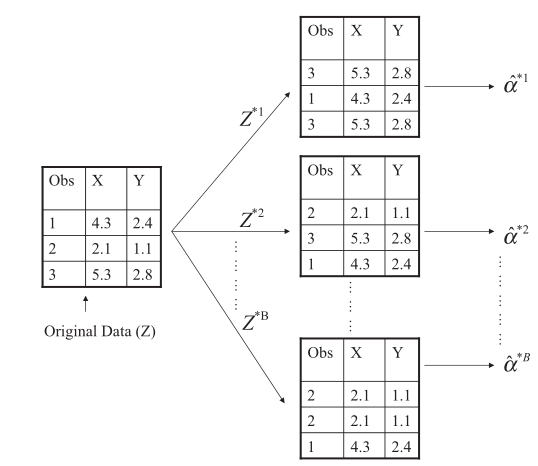 Obs X Y
3 5.3 2.8
1 4.3 2.4
3 5.3 2.8
α̂*1
Z*1
Obs X Y
1 4.3 2.4
2 2.1 1.1
3 5.3 2.8
Original Data (Z)
Z*2
Obs X Y
2 2.1 1.1
3 5.3 2.8
1 4.3 2.4
α̂*2
Z*B
Obs X Y
2 2.1 1.1
2 2.1 1.1
1 4.3 2.4
α̂*B